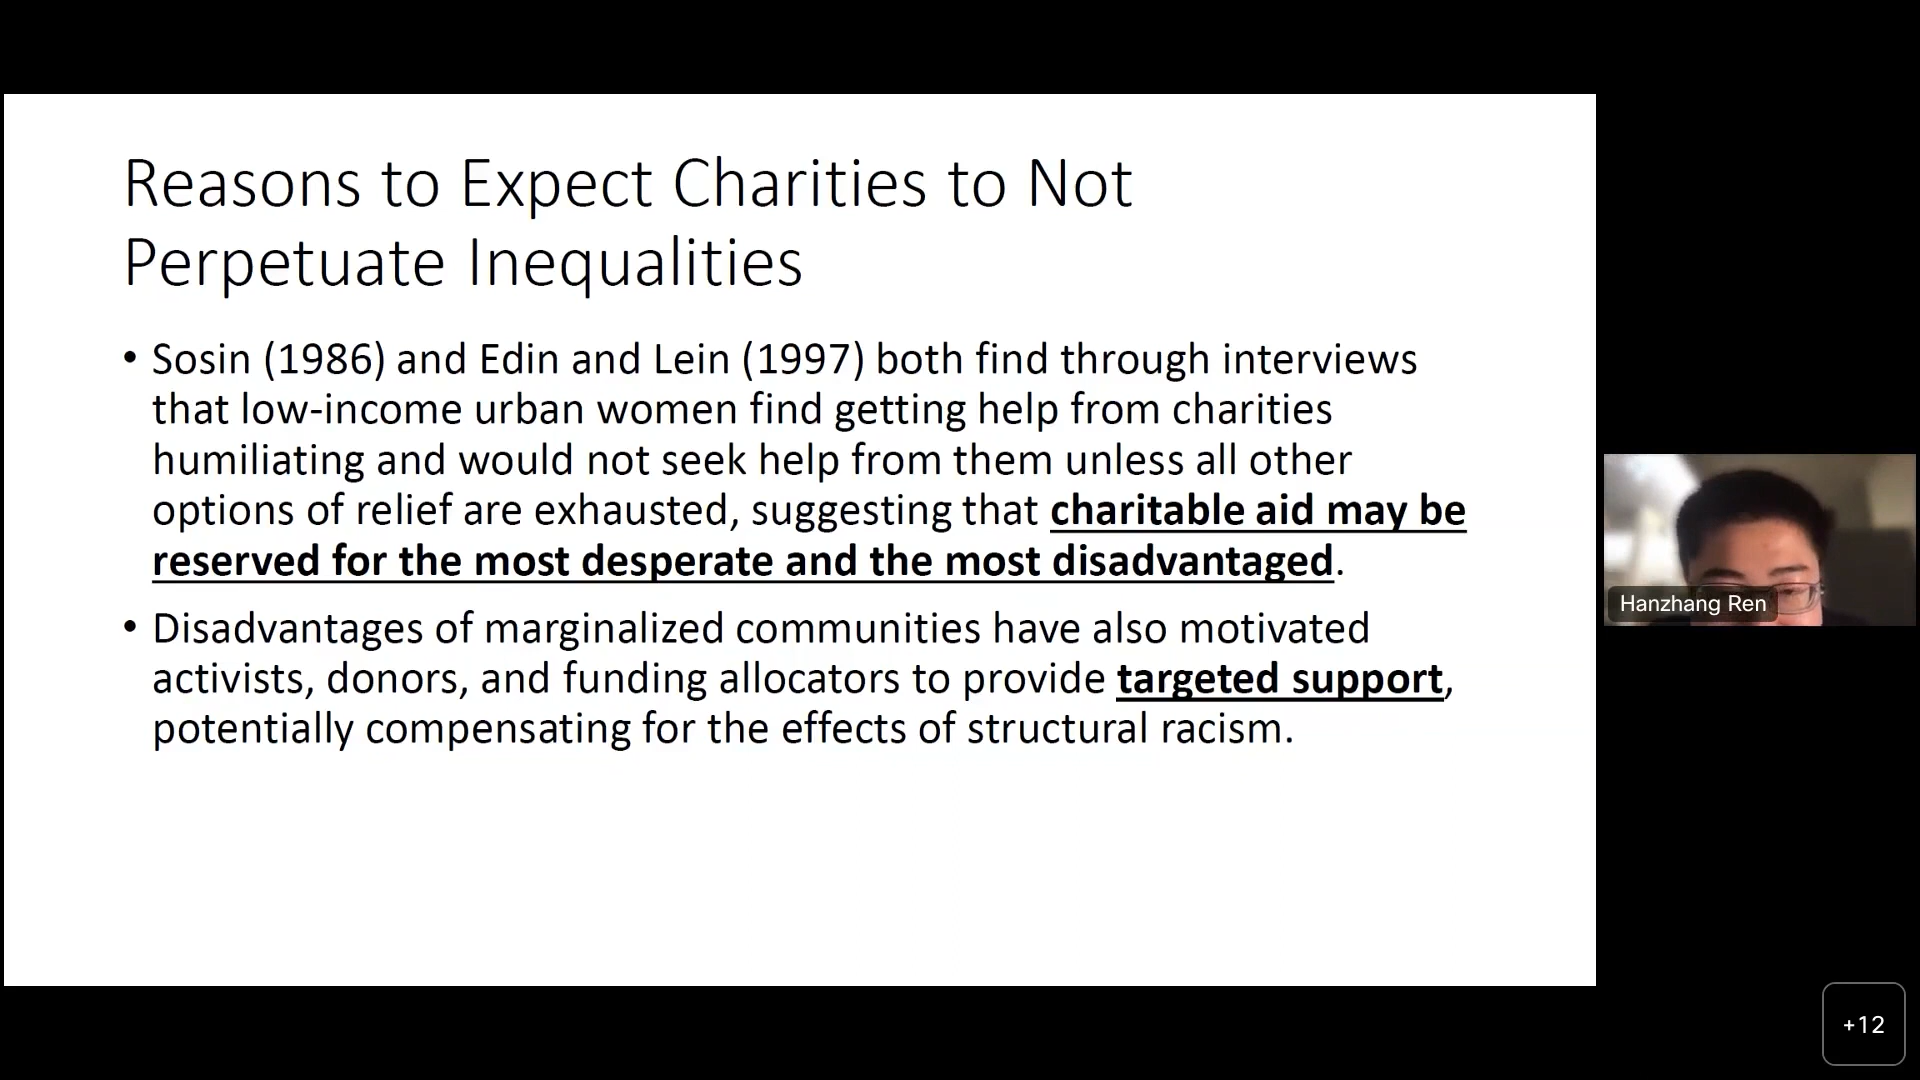 Reasons to Expect Charities to Not
Perpetuate Inequalities
• Sosin (1986) and Edin and Lein (1997) both find through interviews
that low-income urban women find getting help from charities
humiliating and would not seek help from them unless all other
options of relief are exhausted, suggesting that charitable aid may be
reserved for the most desperate and the most disadvantaged.
• Disadvantages of marginalized communities have also motivated
activists, donors, and funding allocators to provide targeted support,
potentially compensating for the effects of structural racism.
Hanzhang Ren
+12